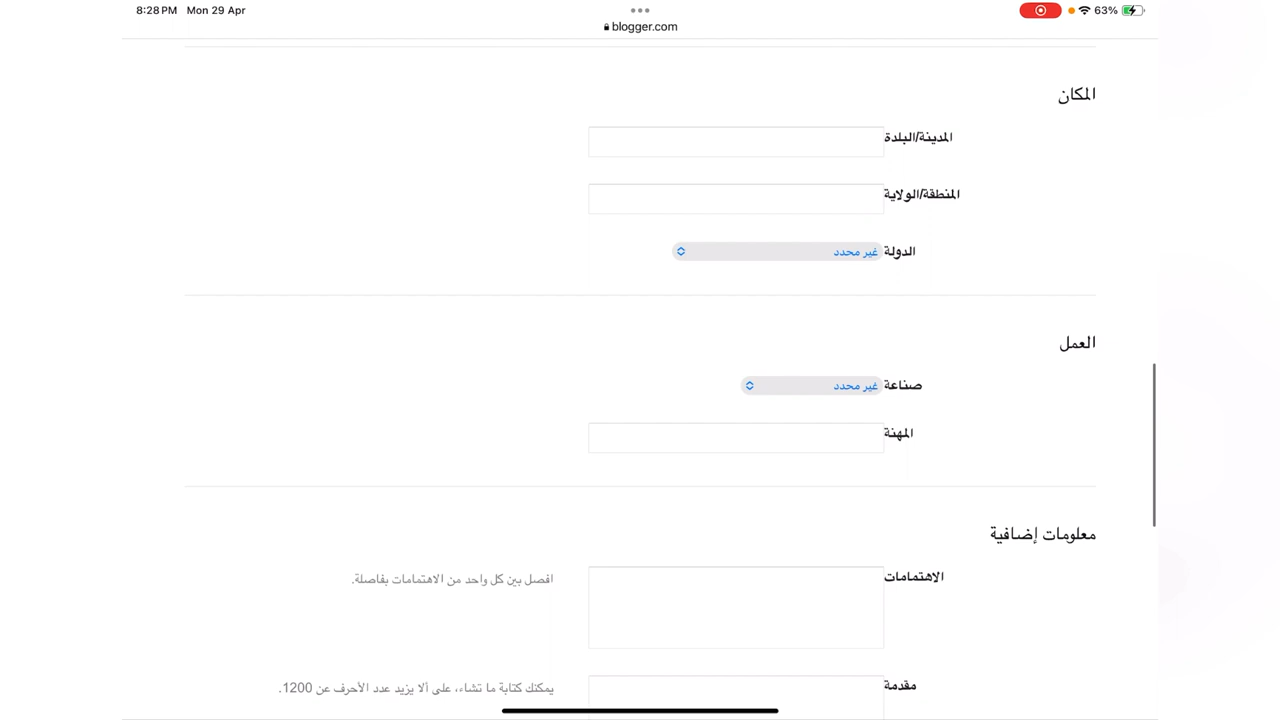 8:28 PM Mon 29 Apr
63%
blogger.com
المكان
المدينة/البلدة
المنطقة/الولاية
الدولة غير محدد
العمل
صناعة غير محدد
المهنة
معلومات إضافية
الاهتمامات افصل بين كل واحد من الاهتمامات بفاصلة.
مقدمة يمكنك كتابة ما تشاء، على ألا يزيد عدد الأحرف عن 1200.